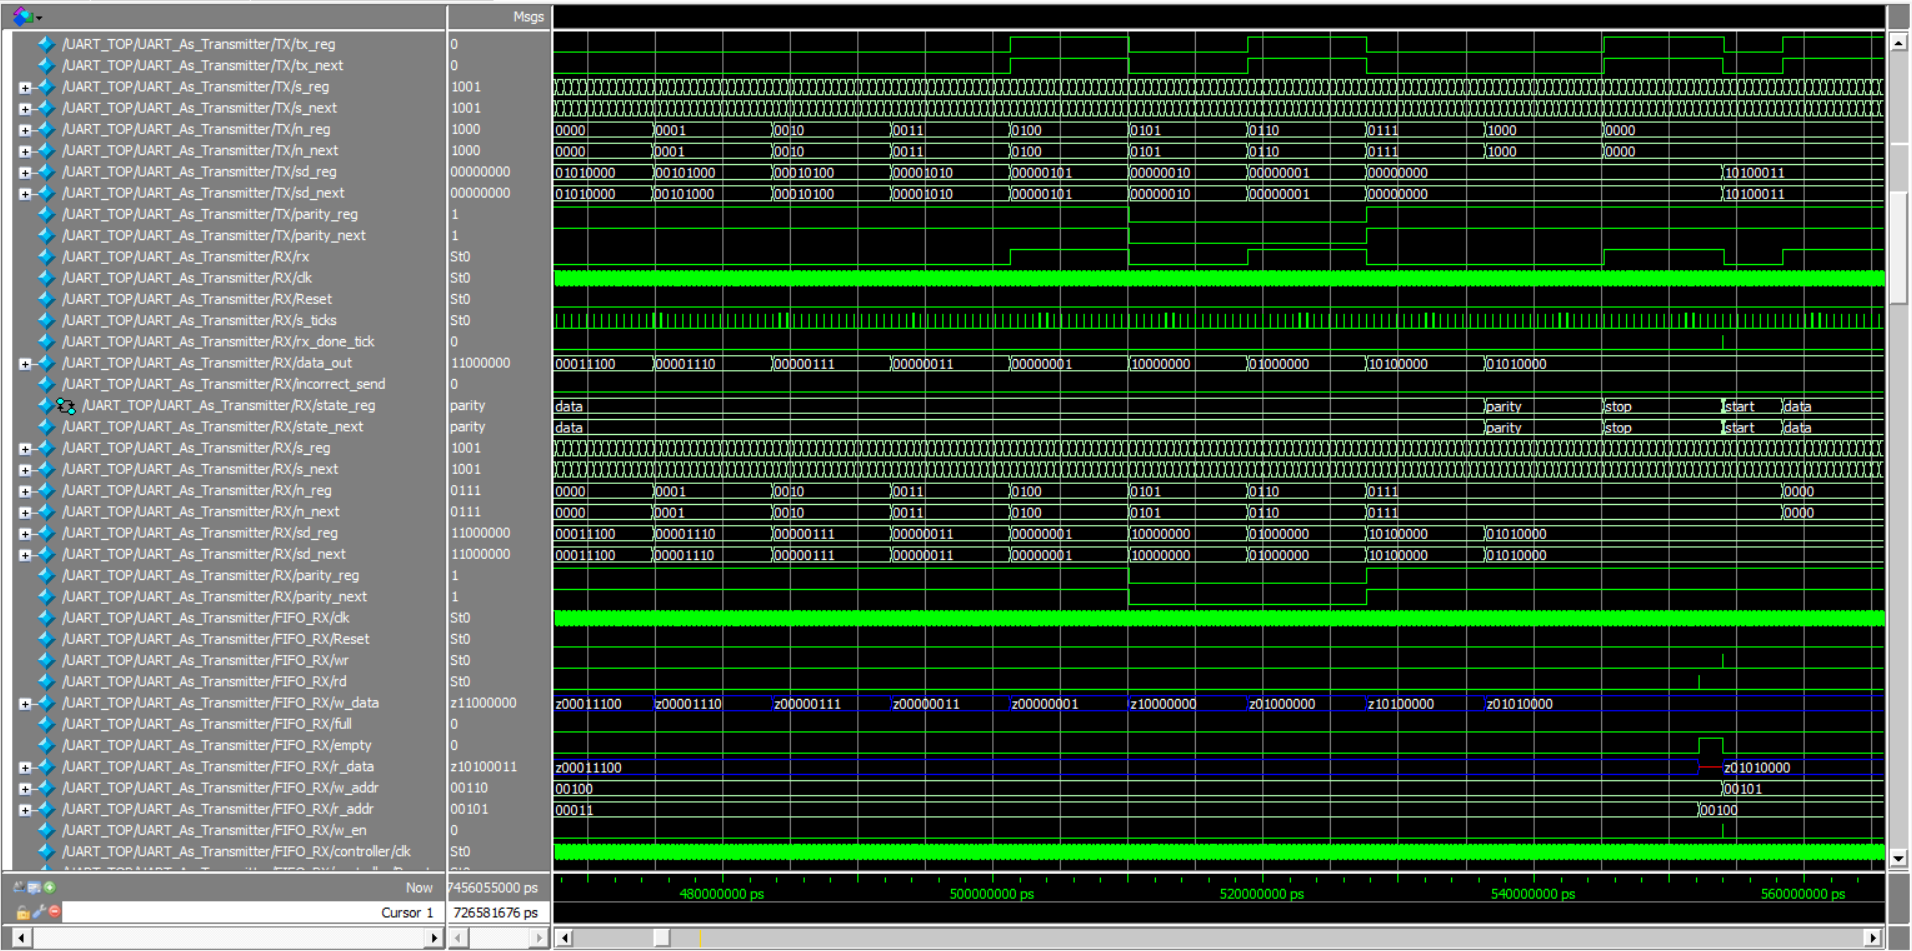 Msgs
/UART_TOP/UART_As_Transmitter/TX/tx_reg 0
/UART_TOP/UART_As_Transmitter/TX/tx_next 0
/UART_TOP/UART_As_Transmitter/TX/s_reg 1001
/UART_TOP/UART_As_Transmitter/TX/s_next 1001
/UART_TOP/UART_As_Transmitter/TX/n_reg 1000 0000 0001 0010 0011 0100 0101 0110 0111 1000 0000
/UART_TOP/UART_As_Transmitter/TX/n_next 1000 0000 0001 0010 0011 0100 0101 0110 0111 1000 0000
/UART_TOP/UART_As_Transmitter/TX/sd_reg 00000000 01010000 00101000 00010100 00001010 00000101 00000010 00000001 00000000 10100011
/UART_TOP/UART_As_Transmitter/TX/sd_next 00000000 01010000 00101000 00010100 00001010 00000101 00000010 00000001 00000000 10100011
/UART_TOP/UART_As_Transmitter/TX/parity_reg 1
/UART_TOP/UART_As_Transmitter/TX/parity_next 1
/UART_TOP/UART_As_Transmitter/RX/rx St0
/UART_TOP/UART_As_Transmitter/RX/clk St0
/UART_TOP/UART_As_Transmitter/RX/Reset St0
/UART_TOP/UART_As_Transmitter/RX/s_ticks St0
/UART_TOP/UART_As_Transmitter/RX/rx_done_tick 0
/UART_TOP/UART_As_Transmitter/RX/data_out 11000000 00011100 00001110 00000111 00000011 00000001 10000000 01000000 10100000 01010000
/UART_TOP/UART_As_Transmitter/RX/incorrect_send 0
/UART_TOP/UART_As_Transmitter/RX/state_reg parity data parity stop start data
/UART_TOP/UART_As_Transmitter/RX/state_next parity data parity stop start data
/UART_TOP/UART_As_Transmitter/RX/s_reg 1001
/UART_TOP/UART_As_Transmitter/RX/s_next 1001
/UART_TOP/UART_As_Transmitter/RX/n_reg 0111 0000 0001 0010 0011 0100 0101 0110 0111 0000
/UART_TOP/UART_As_Transmitter/RX/n_next 0111 0000 0001 0010 0011 0100 0101 0110 0111 0000
/UART_TOP/UART_As_Transmitter/RX/sd_reg 11000000 00011100 00001110 00000111 00000011 00000001 10000000 01000000 10100000 01010000
/UART_TOP/UART_As_Transmitter/RX/sd_next 11000000 00011100 00001110 00000111 00000011 00000001 10000000 01000000 10100000 01010000
/UART_TOP/UART_As_Transmitter/RX/parity_reg 1
/UART_TOP/UART_As_Transmitter/RX/parity_next 1
/UART_TOP/UART_As_Transmitter/FIFO_RX/clk St0
/UART_TOP/UART_As_Transmitter/FIFO_RX/Reset St0
/UART_TOP/UART_As_Transmitter/FIFO_RX/wr St0
/UART_TOP/UART_As_Transmitter/FIFO_RX/rd St0
/UART_TOP/UART_As_Transmitter/FIFO_RX/w_data z11000000 z00011100 z00001110 z00000111 z00000011 z00000001 z10000000 z01000000 z10100000 z01010000
/UART_TOP/UART_As_Transmitter/FIFO_RX/full 0
/UART_TOP/UART_As_Transmitter/FIFO_RX/empty 0
/UART_TOP/UART_As_Transmitter/FIFO_RX/r_data z10100011 z00011100 z01010000
/UART_TOP/UART_As_Transmitter/FIFO_RX/w_addr 00110 00100 00101
/UART_TOP/UART_As_Transmitter/FIFO_RX/r_addr 00101 00011 00100
/UART_TOP/UART_As_Transmitter/FIFO_RX/w_en 0
/UART_TOP/UART_As_Transmitter/FIFO_RX/controller/clk St0
Now 7456055000 ps 480000000 ps 500000000 ps 520000000 ps 540000000 ps 560000000 ps
Cursor 1 726581676 ps